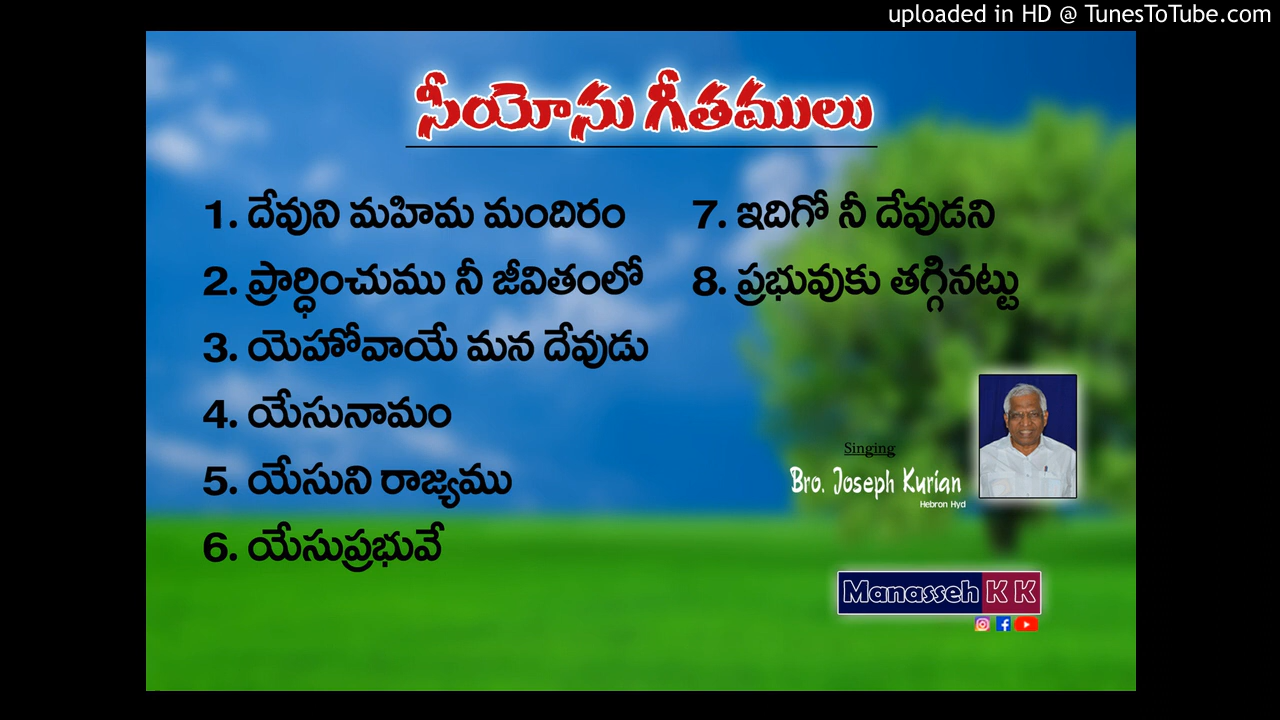 uploaded in HD @ TunesToTube.com
సీయోను గీతములు
1. దేవుని మహిమ మందిరం
2. ప్రార్ధించుము నీ జీవితంలో
3. యెహోవాయే మన దేవుడు
4. యేసునామం
5. యేసుని రాజ్యము
6. యేసుప్రభువే
7. ఇదిగో నీ దేవుడని
8. ప్రభువుకు తగ్గినట్టు
Singing
Bro. Joseph Kurian
Hebron Hyd
Manasseh K K